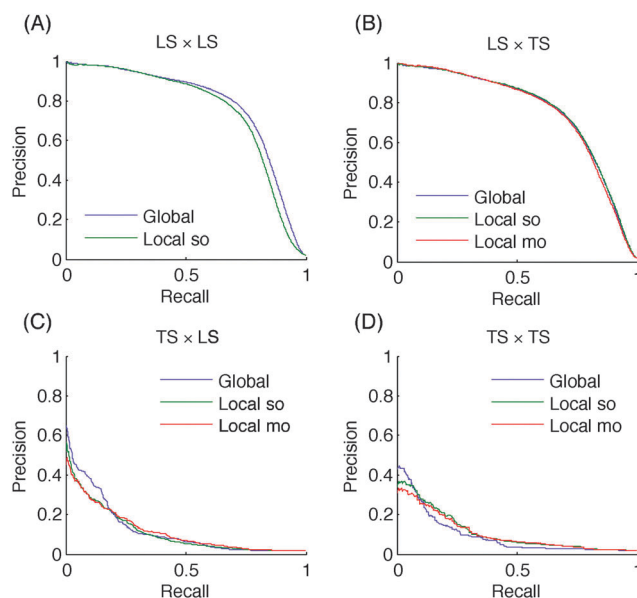 (A)
LS × LS
1
0.8
0.6
0.4
0.2
0
Precision
Global
Local so
0
0.5
1
Recall
(B)
LS × TS
1
0.8
0.6
0.4
0.2
0
Precision
Global
Local so
Local mo
0
0.5
1
Recall
(C)
TS × LS
1
0.8
0.6
0.4
0.2
0
Precision
Global
Local so
Local mo
0
0.5
1
Recall
(D)
TS × TS
1
0.8
0.6
0.4
0.2
0
Precision
Global
Local so
Local mo
0
0.5
1
Recall